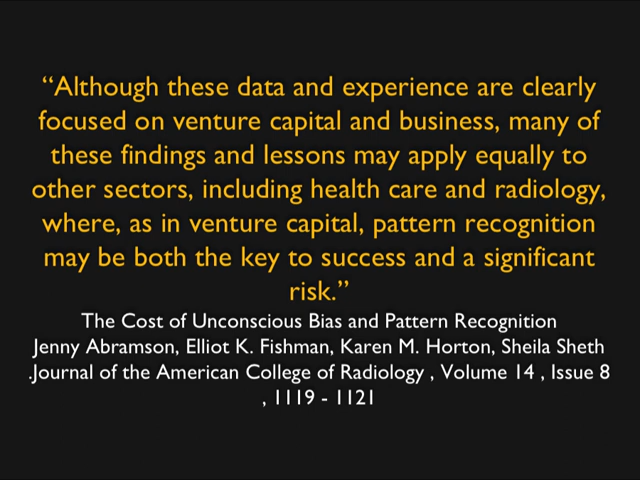 “Although these data and experience are clearly
focused on venture capital and business, many of
these findings and lessons may apply equally to
other sectors, including health care and radiology,
where, as in venture capital, pattern recognition
may be both the key to success and a significant
risk.”
The Cost of Unconscious Bias and Pattern Recognition
Jenny Abramson, Elliot K. Fishman, Karen M. Horton, Sheila Sheth
.Journal of the American College of Radiology , Volume 14 , Issue 8
, 1119 - 1121